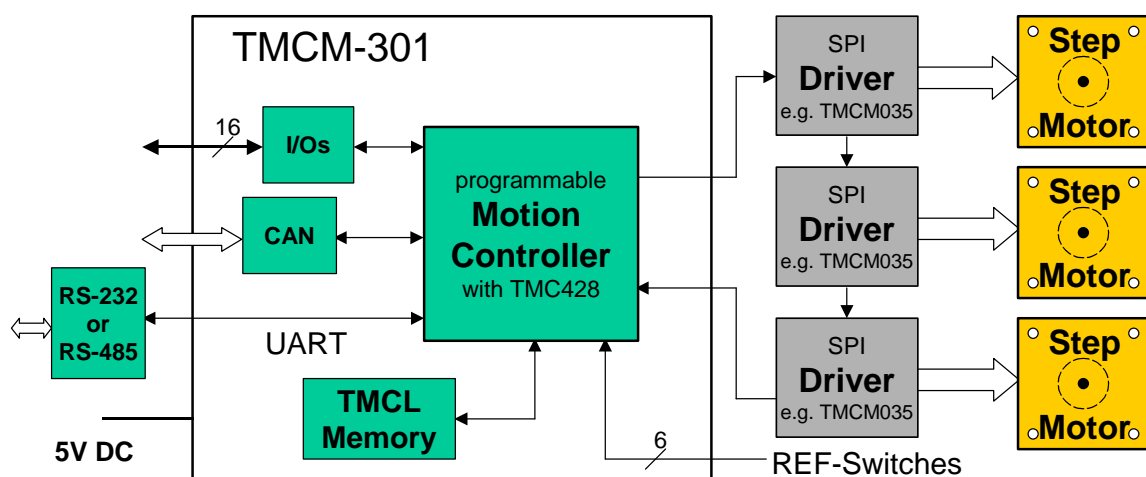 TMCM-301
16
I/Os
CAN
RS-232
or
RS-485
UART
5V DC
TMCL
Memory
programmable
Motion
Controller
with TMC428
6
REF-Switches
SPI
Driver
e.g. TMCM035
Step
Motor
SPI
Driver
e.g. TMCM035
Step
Motor
SPI
Driver
e.g. TMCM035
Step
Motor